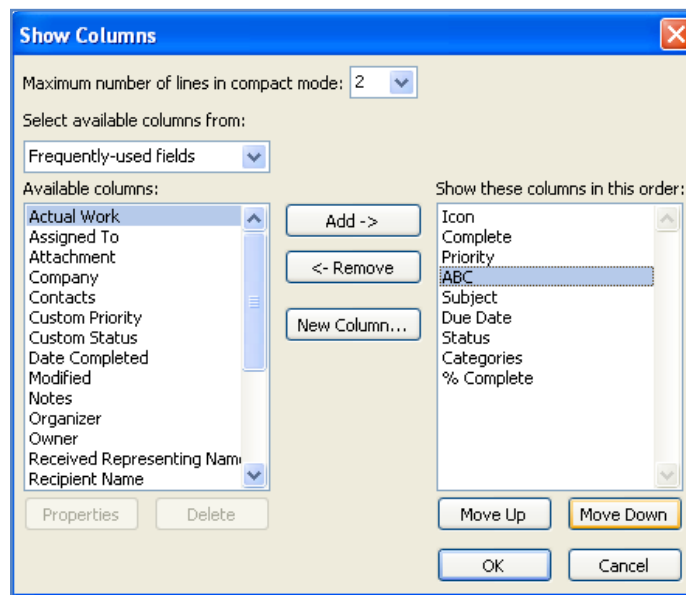 Show Columns
Maximum number of lines in compact mode: 2
Select available columns from:
Frequently-used fields
Available columns:
Actual Work
Assigned To
Attachment
Company
Contacts
Custom Priority
Custom Status
Date Completed
Modified
Notes
Organizer
Owner
Received Representing Nam
Recipient Name
Properties
Delete
Add ->
<- Remove
New Column...
Show these columns in this order:
Icon
Complete
Priority
ABC
Subject
Due Date
Status
Categories
% Complete
Move Up
Move Down
OK
Cancel